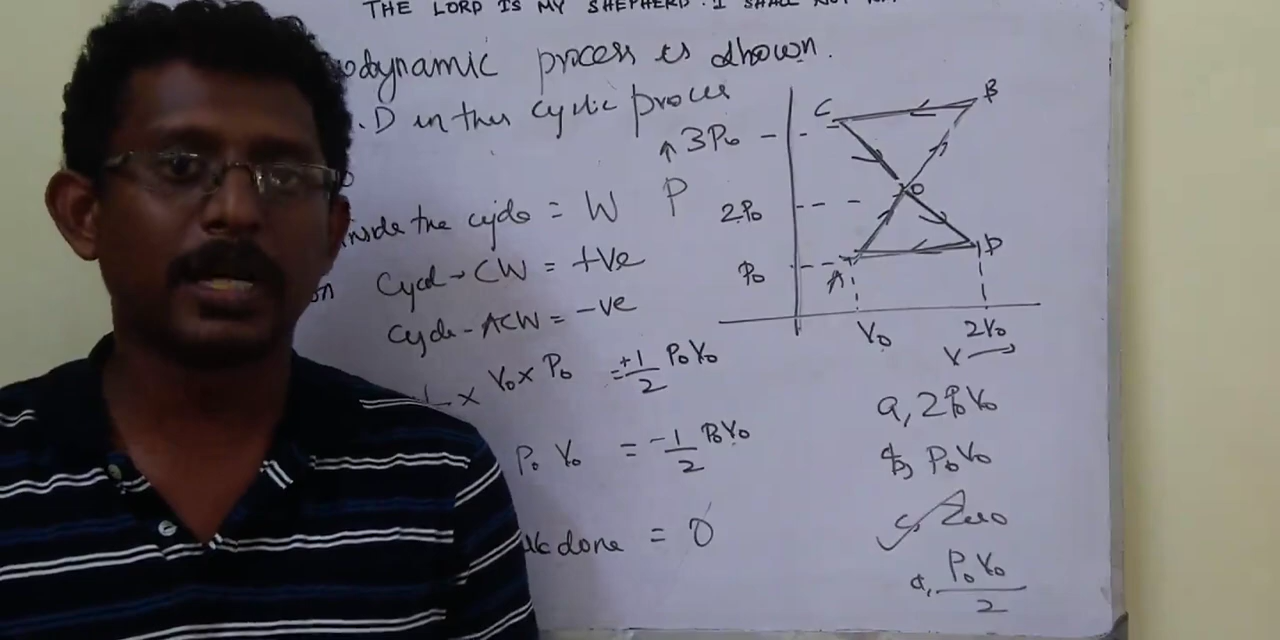 THE LORD IS MY SHEPHERD. I SHALL NOT
odynamic process is shown.
. D in this cyclic process
C
B
↑ 3P₀
P
O
2P₀
D
P₀
A
V₀
2V₀
V →
inside the cycle = W
Cycle → CW = +ve
Cycle - ACW = -ve
× V₀ × P₀ = +1/2 P₀V₀
P₀ V₀ = -1/2 P₀V₀
done = 0
a, 2P₀V₀
b, P₀V₀
c, Zero
d, P₀V₀/2